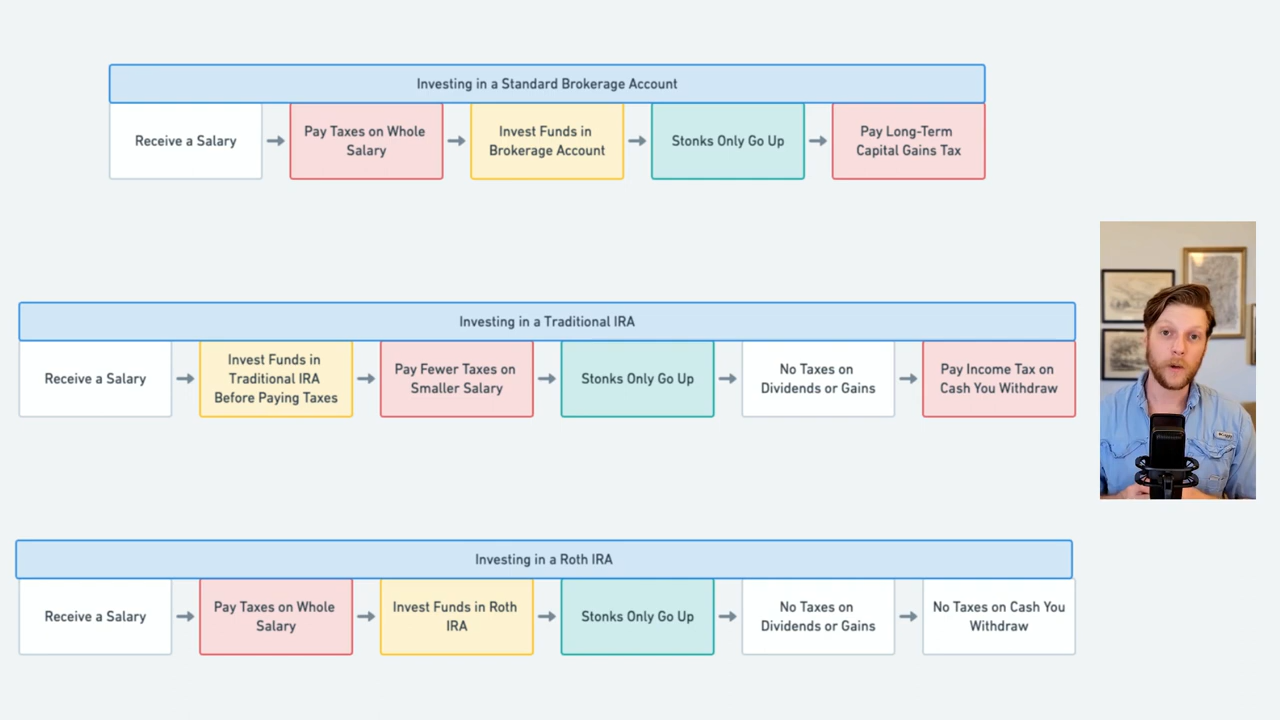 Investing in a Standard Brokerage Account
Receive a Salary
Pay Taxes on Whole
Salary
Invest Funds in
Brokerage Account
Stonks Only Go Up
Pay Long-Term
Capital Gains Tax
Investing in a Traditional IRA
Receive a Salary
Invest Funds in
Traditional IRA
Before Paying Taxes
Pay Fewer Taxes on
Smaller Salary
Stonks Only Go Up
No Taxes on
Dividends or Gains
Pay Income Tax on
Cash You Withdraw
Investing in a Roth IRA
Receive a Salary
Pay Taxes on Whole
Salary
Invest Funds in Roth
IRA
Stonks Only Go Up
No Taxes on
Dividends or Gains
No Taxes on Cash You
Withdraw